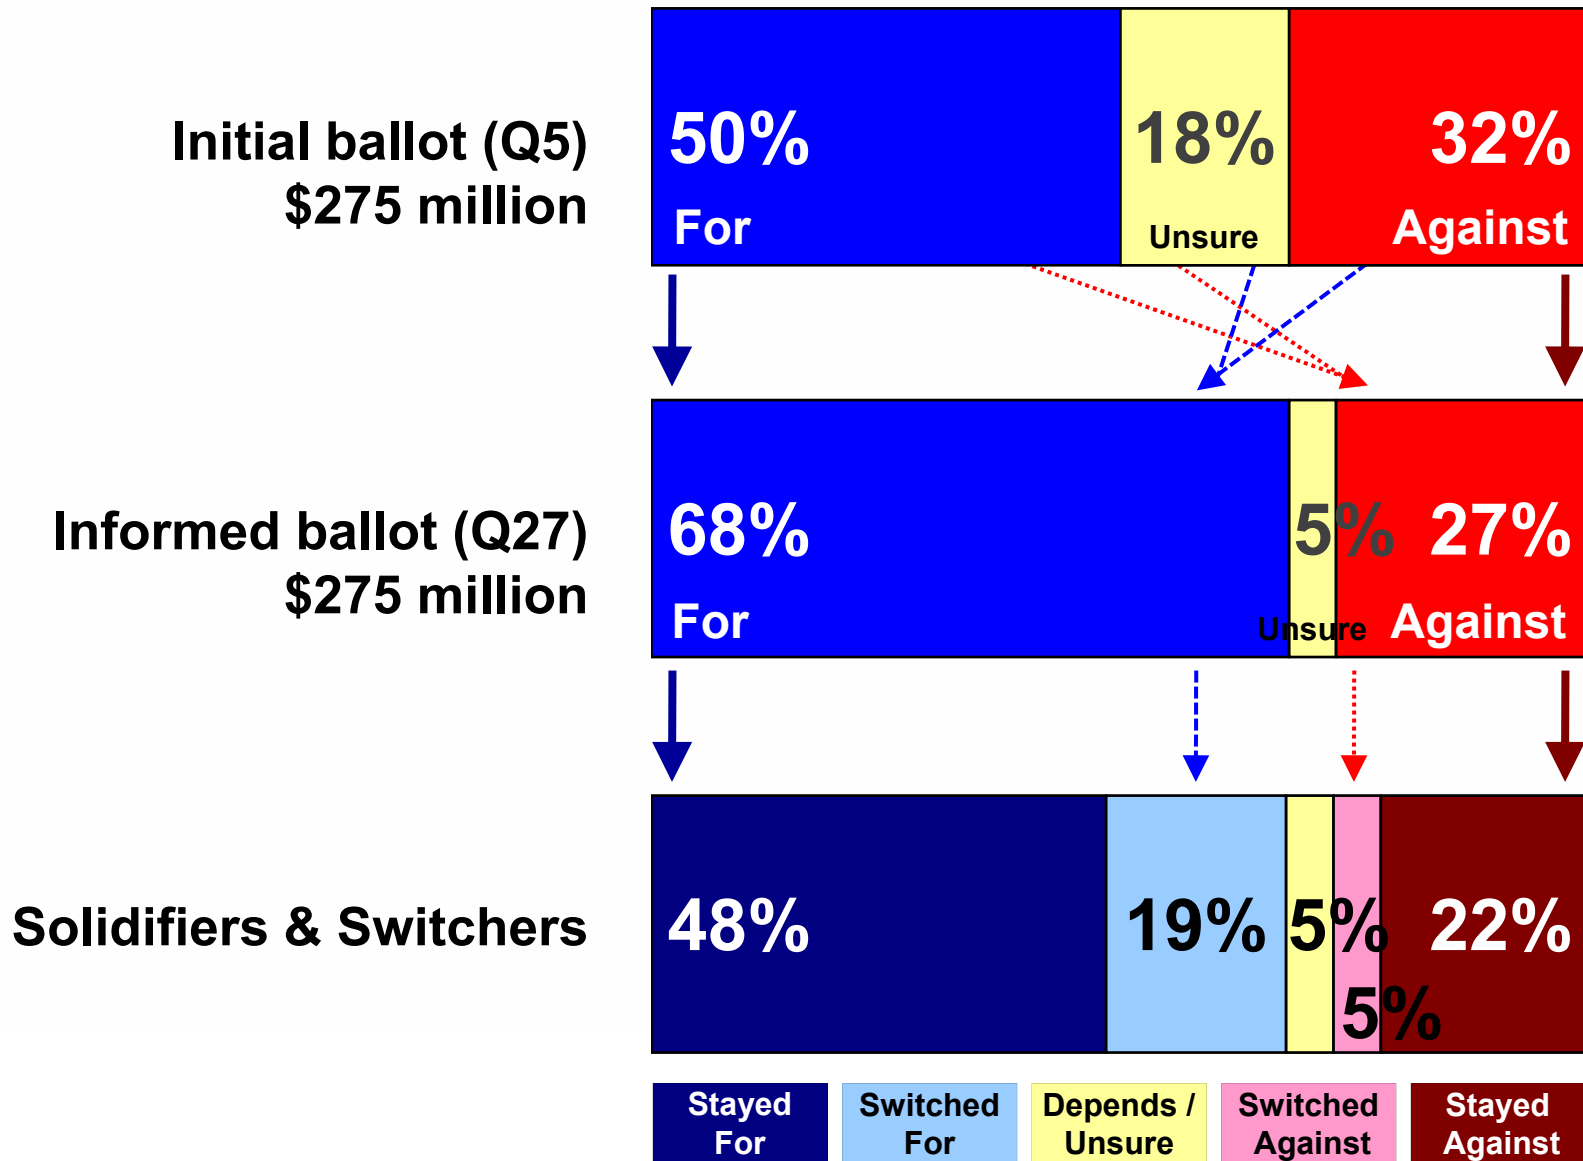 Initial ballot (Q5)
$275 million
50%
18%
32%
For
Unsure
Against
Informed ballot (Q27)
$275 million
68%
5%
27%
For
Unsure
Against
Solidifiers & Switchers
48%
19%
5%
22%
5%
Stayed
For
Switched
For
Depends /
Unsure
Switched
Against
Stayed
Against